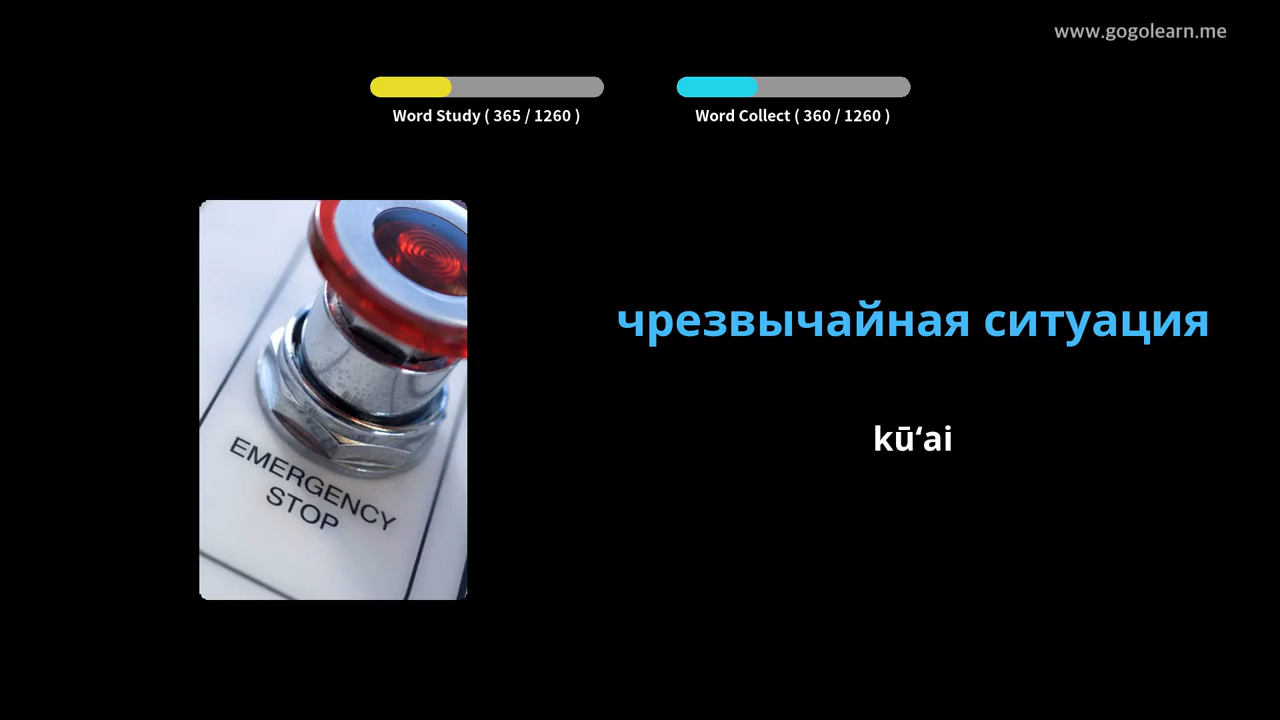 www.gogolearn.me
Word Study ( 365 / 1260 )
Word Collect ( 360 / 1260 )
чрезвычайная ситуация
kūʻai
EMERGENCY
STOP